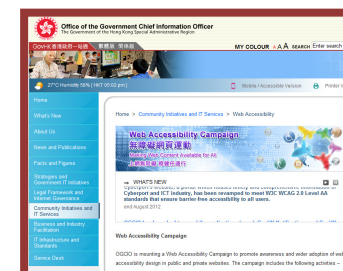 Office of the Government Chief Information Officer
The Government of the Hong Kong Special Administrative Region
GovHK 香港政府一站通 繁體版 简体版 MY COLOUR A A A SEARCH Enter search
27°C Humidity 56% ( HKT 05:02 pm ) Mobile / Accessible Version Printer
Home
What's New
About Us
News and Publications
Facts and Figures
Strategies and
Government IT Initiatives
Legal Framework and
Internet Governance
Community Initiatives and
IT Services
Business and Industry
Facilitation
IT Infrastructure and
Standards
Service Desk
Home > Community Initiatives and IT Services > Web Accessibility
Web Accessibility Campaign
無障礙網頁運動
Making Web Content Available for All
WHAT'S NEW
Cyberport and ICT industry, has been revamped to meet W3C WCAG 2.0 Level AA
standards that ensure barrier free accessibility to all users.
Web Accessibility Campaign
OGCIO is mounting a Web Accessibility Campaign to promote awareness and wider adoption of web
accessibility design in public and private websites. The campaign includes the following activities –